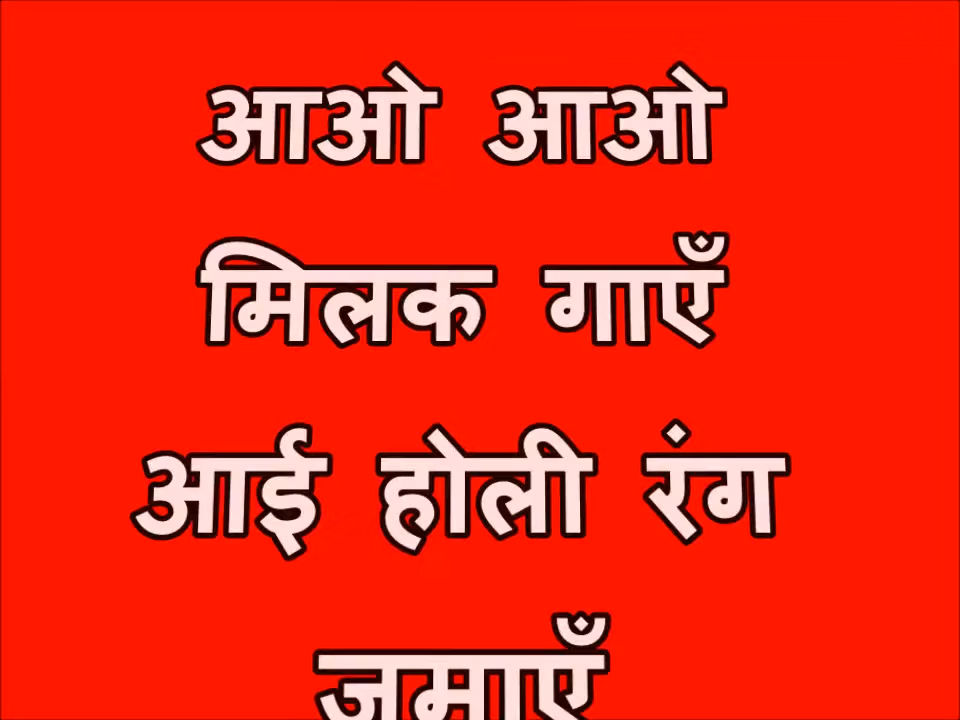 आओ आओ
मिलक गाएँ
आई होली रंग
जमाएँ